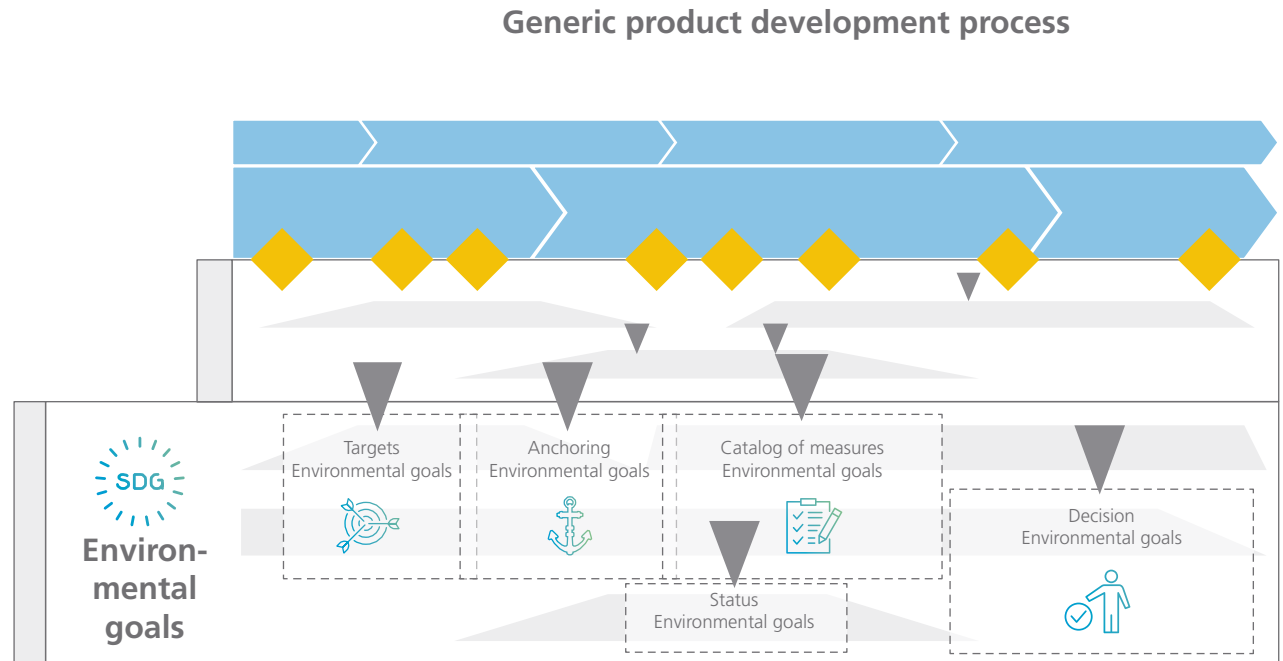 Generic product development process
Targets
Environmental goals
Anchoring
Environmental goals
Catalog of measures
Environmental goals
SDG
Environ-
mental
goals
Decision
Environmental goals
Status
Environmental goals